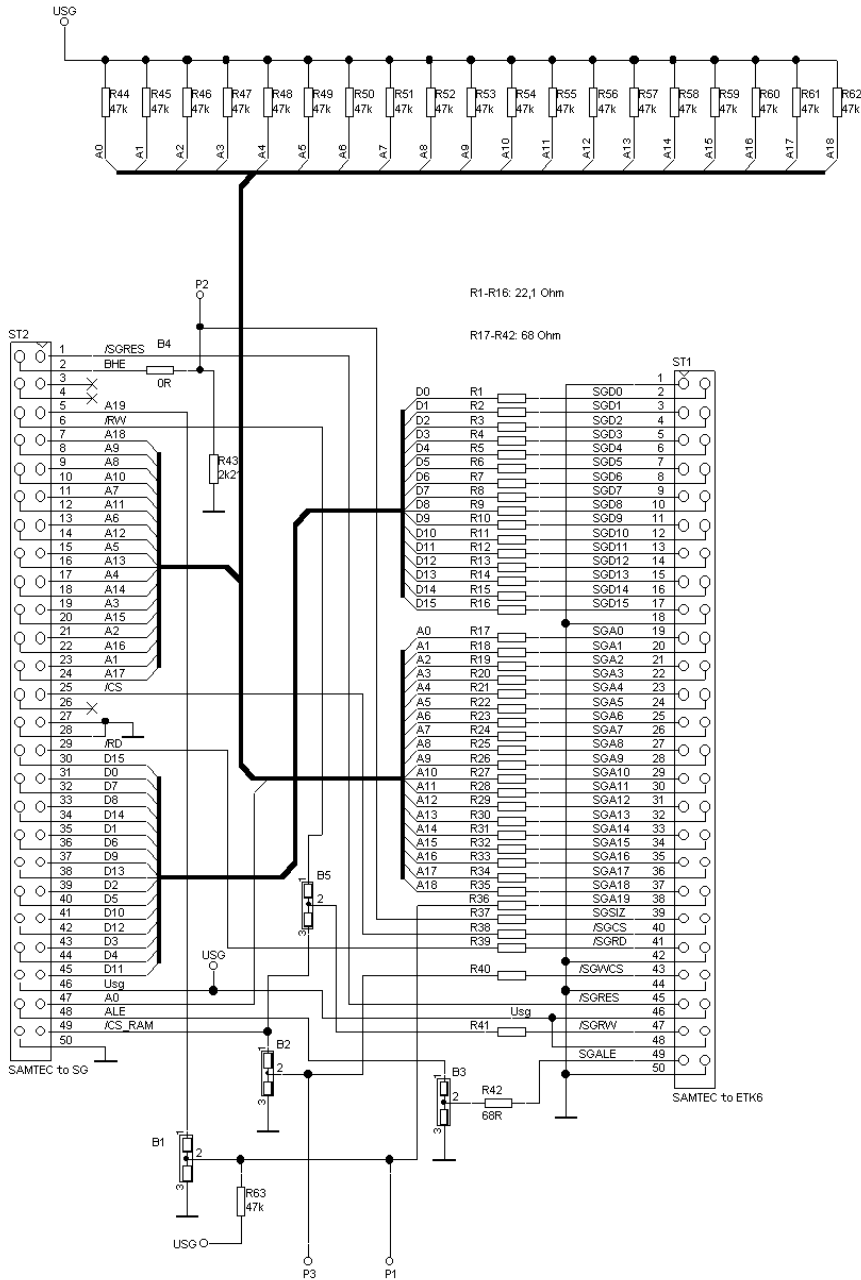 USG
R44 R45 R46 R47 R48 R49 R50 R51 R52 R53 R54 R55 R56 R57 R58 R59 R60 R61 R62
47k 47k 47k 47k 47k 47k 47k 47k 47k 47k 47k 47k 47k 47k 47k 47k 47k 47k 47k
A0 A1 A2 A3 A4 A5 A6 A7 A8 A9 A10 A11 A12 A13 A14 A15 A16 A17 A18
P2
R1-R16: 22,1 Ohm
R17-R42: 68 Ohm
ST2
1 /SGRES
B4
2 BHE
0R
3
4
5 A19
6 /RW
7 A18
8 A9
9 A8
10 A10
11 A7
12 A11
13 A6
14 A12
15 A5
16 A13
17 A4
18 A14
19 A3
20 A15
21 A2
22 A16
23 A1
24 A17
25 /CS
26
27
28
29 /RD
30 D15
31 D0
32 D7
33 D8
34 D14
35 D1
36 D6
37 D9
38 D13
39 D2
40 D5
41 D10
42 D12
43 D3
44 D4
45 D11
46 Usg
47 A0
48 ALE
49 /CS_RAM
50
SAMTEC to SG
R43
2k21
ST1
1
D0 R1 SGD0 2
D1 R2 SGD1 3
D2 R3 SGD2 4
D3 R4 SGD3 5
D4 R5 SGD4 6
D5 R6 SGD5 7
D6 R7 SGD6 8
D7 R8 SGD7 9
D8 R9 SGD8 10
D9 R10 SGD9 11
D10 R11 SGD10 12
D11 R12 SGD11 13
D12 R13 SGD12 14
D13 R14 SGD13 15
D14 R15 SGD14 16
D15 R16 SGD15 17
18
A0 R17 SGA0 19
A1 R18 SGA1 20
A2 R19 SGA2 21
A3 R20 SGA3 22
A4 R21 SGA4 23
A5 R22 SGA5 24
A6 R23 SGA6 25
A7 R24 SGA7 26
A8 R25 SGA8 27
A9 R26 SGA9 28
A10 R27 SGA10 29
A11 R28 SGA11 30
A12 R29 SGA12 31
A13 R30 SGA13 32
A14 R31 SGA14 33
A15 R32 SGA15 34
A16 R33 SGA16 35
A17 R34 SGA17 36
A18 R35 SGA18 37
R36 SGA19 38
R37 SGSIZ 39
R38 /SGCS 40
R39 /SGRD 41
42
R40 /SGWCS 43
44
/SGRES 45
Usg 46
R41 /SGRW 47
48
SGALE 49
50
SAMTEC to ETK6
B5
1
2
3
USG
B2
1
2
3
B3
1
2
3
R42
68R
B1
1
2
3
R63
47k
USG
P3
P1